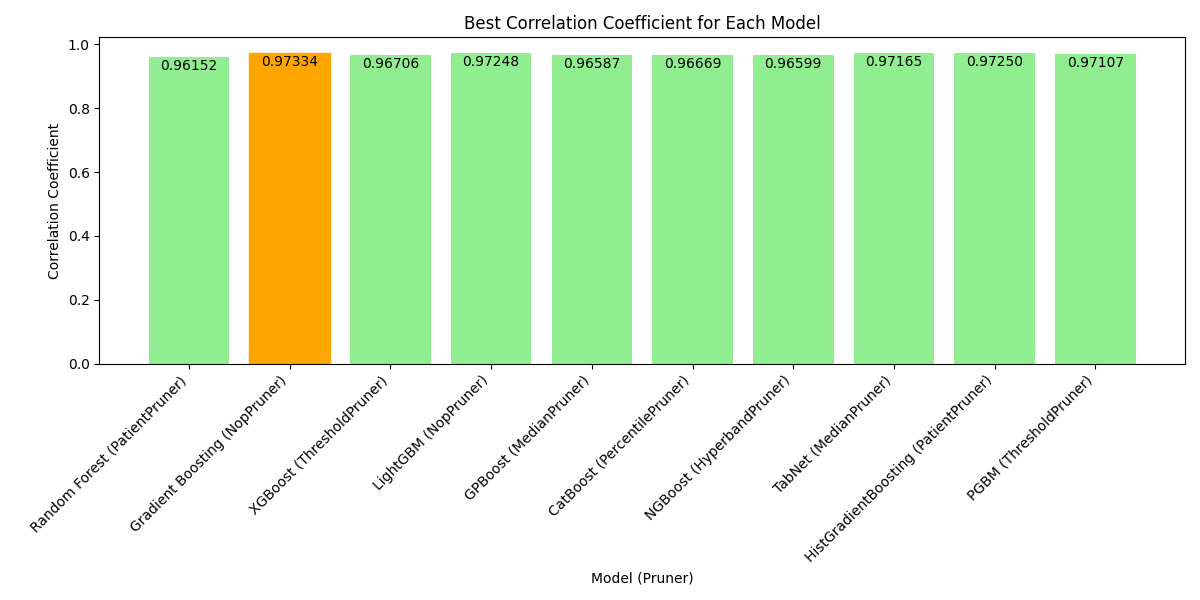 Best Correlation Coefficient for Each Model
Correlation Coefficient
1.0
0.8
0.6
0.4
0.2
0.0
0.96152
0.97334
0.96706
0.97248
0.96587
0.96669
0.96599
0.97165
0.97250
0.97107
Random Forest (PatientPruner)
Gradient Boosting (NopPruner)
XGBoost (ThresholdPruner)
LightGBM (NopPruner)
GPBoost (MedianPruner)
CatBoost (PercentilePruner)
NGBoost (HyperbandPruner)
TabNet (MedianPruner)
HistGradientBoosting (PatientPruner)
PGBM (ThresholdPruner)
Model (Pruner)